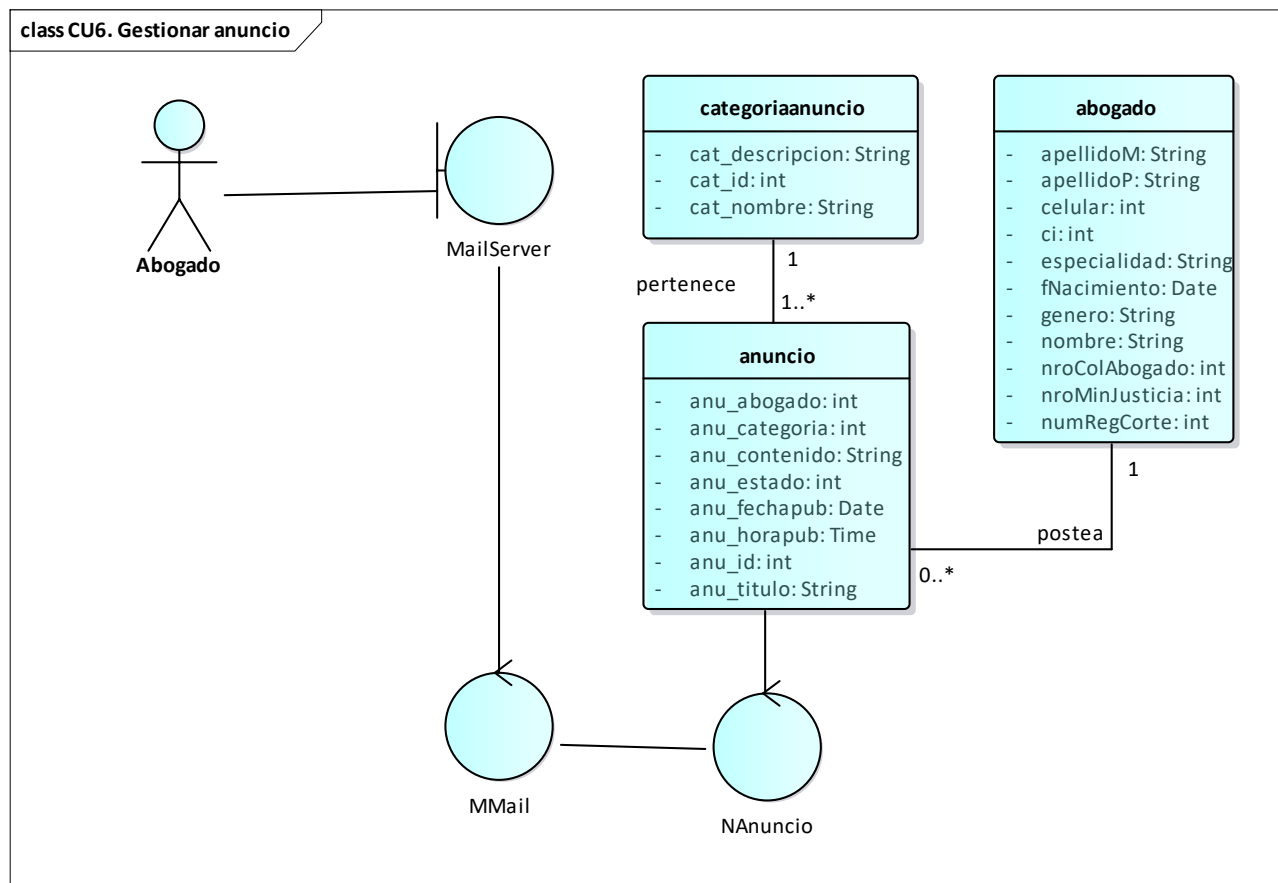 class CU6. Gestionar anuncio
Abogado
MailServer
categoriaanuncio
- cat_descripcion: String
- cat_id: int
- cat_nombre: String
abogado
- apellidoM: String
- apellidoP: String
- celular: int
- ci: int
- especialidad: String
- fNacimiento: Date
- genero: String
- nombre: String
- nroColAbogado: int
- nroMinJusticia: int
- numRegCorte: int
1
pertenece
1..*
anuncio
- anu_abogado: int
- anu_categoria: int
- anu_contenido: String
- anu_estado: int
- anu_fechapub: Date
- anu_horapub: Time
- anu_id: int
- anu_titulo: String
1
postea
0..*
MMail
NAnuncio